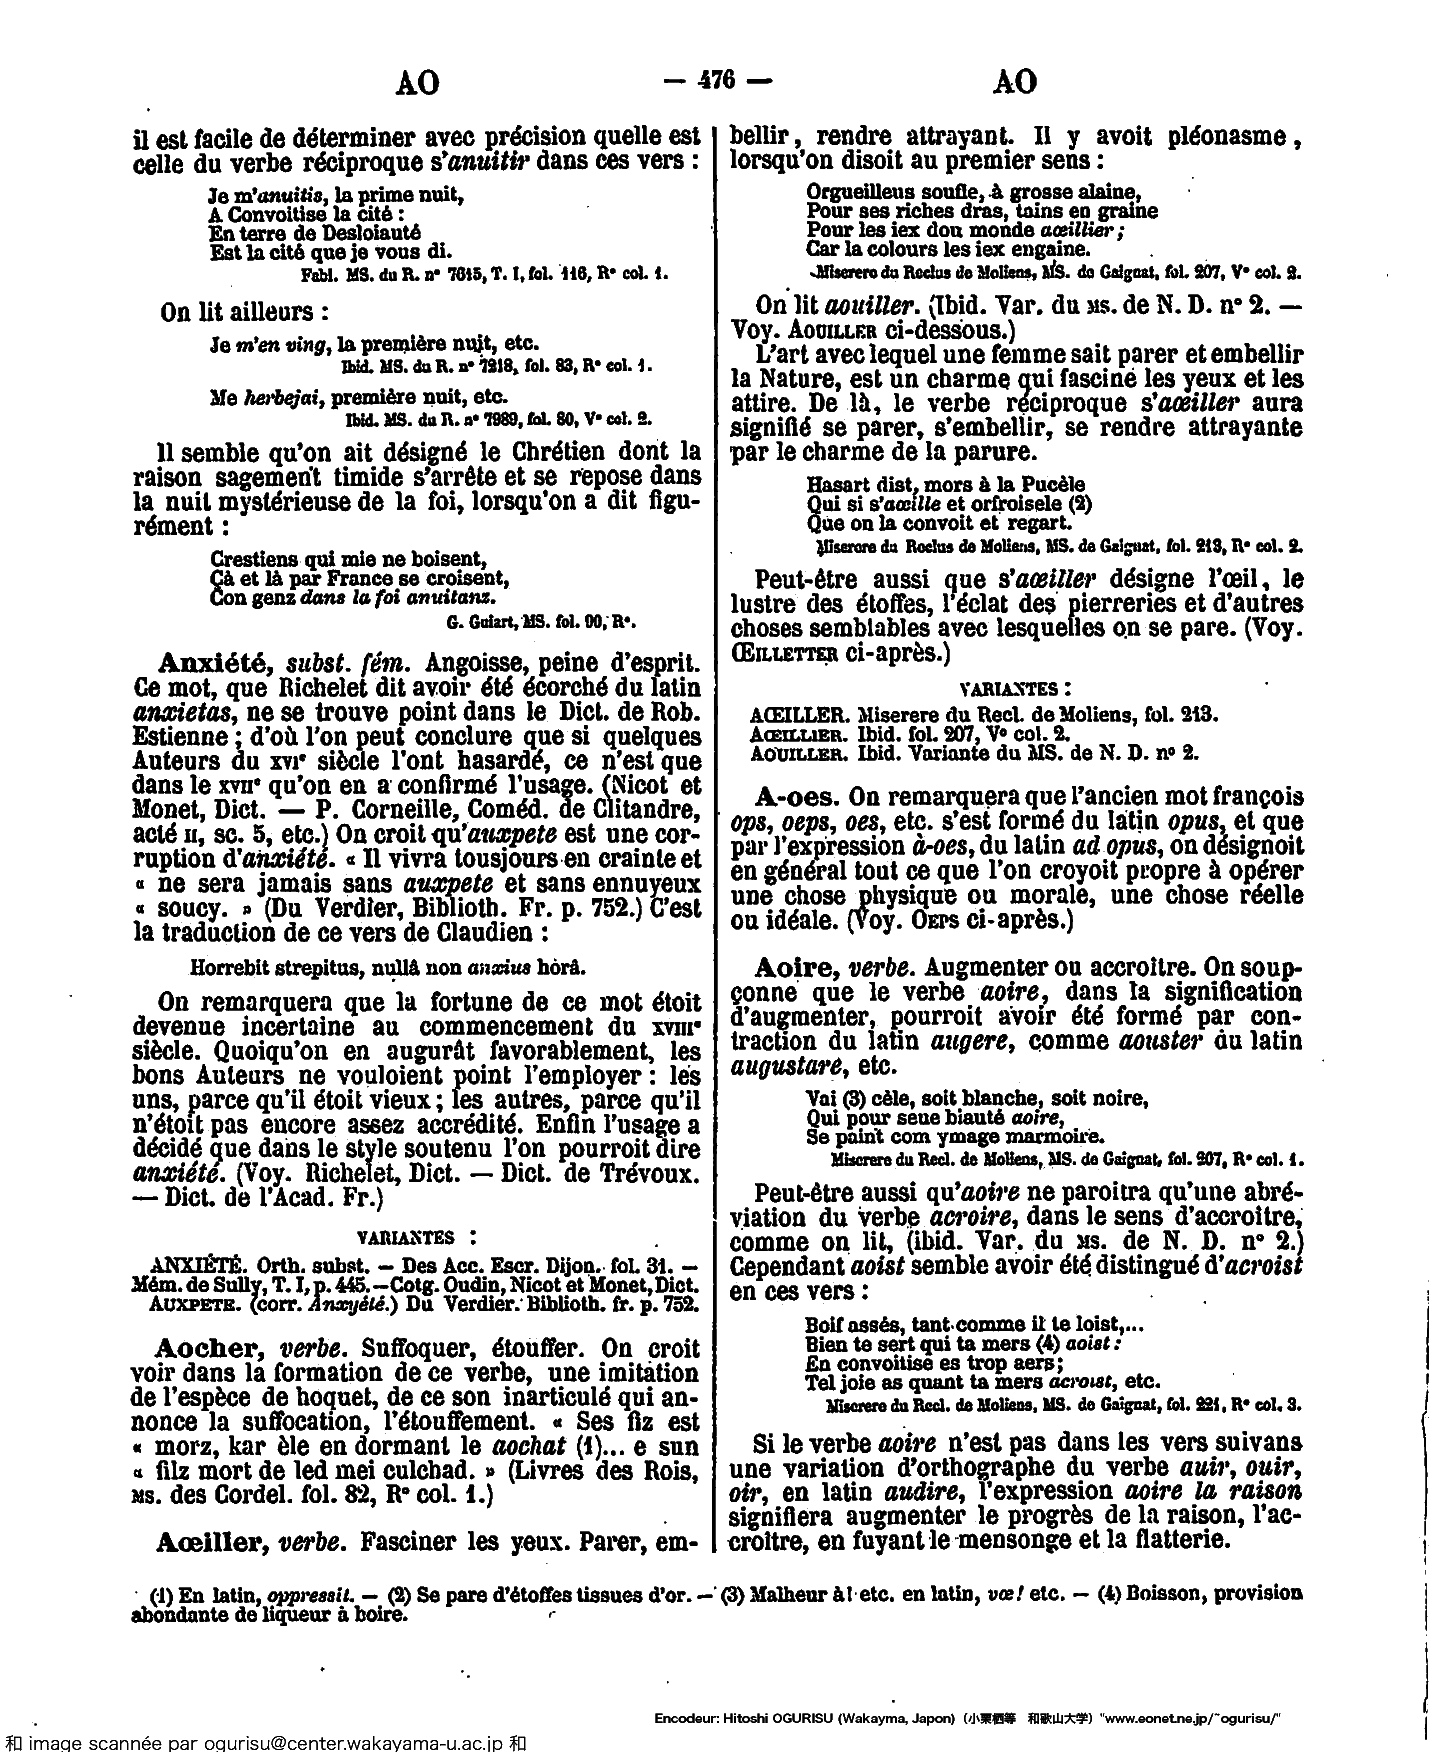 AO — 476 — AO
il est facile de déterminer avec précision quelle est
celle du verbe réciproque s'anuitir dans ces vers :
Je m'anuitis, la prime nuit,
A Convoitise la cité :
En terre de Desloiauté
Est la cité que je vous di.
Fabl. MS. du R. n° 7615, T. I, fol. 116, R° col. 1.
On lit ailleurs :
Je m'en ving, la première nuit, etc.
Ibid. MS. du R. n° 7218, fol. 83, R° col. 1.
Me herbejai, première nuit, etc.
Ibid. MS. du R. n° 7989, fol. 80, V° col. 2.
Il semble qu'on ait désigné le Chrétien dont la
raison sagement timide s'arrête et se repose dans
la nuit mystérieuse de la foi, lorsqu'on a dit figu-
rément :
Crestiens qui mie ne boisent,
Çà et là par France se croisent,
Con genz dans la foi anuitanz.
G. Guiart, MS. fol. 90, R°.
Anxiété, subst. fém. Angoisse, peine d'esprit.
Ce mot, que Richelet dit avoir été écorché du latin
anxietas, ne se trouve point dans le Dict. de Rob.
Estienne ; d'où l'on peut conclure que si quelques
Auteurs du XVIe siècle l'ont hasardé, ce n'est que
dans le XVIIe qu'on en a confirmé l'usage. (Nicot et
Monet, Dict. — P. Corneille, Coméd. de Clitandre,
acté II, sc. 5, etc.) On croit qu'auxpete est une cor-
ruption d'anxiété. « Il vivra tousjours en crainte et
« ne sera jamais sans auxpete et sans ennuyeux
« soucy. » (Du Verdier, Biblioth. Fr. p. 752.) C'est
la traduction de ce vers de Claudien :
Horrebit strepitus, nullâ non anxius horâ.
On remarquera que la fortune de ce mot étoit
devenue incertaine au commencement du XVIIIe
siècle. Quoiqu'on en augurât favorablement, les
bons Auteurs ne vouloient point l'employer : les
uns, parce qu'il étoit vieux ; les autres, parce qu'il
n'étoit pas encore assez accrédité. Enfin l'usage a
décidé que dans le style soutenu l'on pourroit dire
anxiété. (Voy. Richelet, Dict. — Dict. de Trévoux.
— Dict. de l'Acad. Fr.)
VARIANTES :
ANXIÉTÉ. Orth. subst. — Des Acc. Escr. Dijon. fol. 31. —
Mém. de Sully, T. I, p. 445. — Cotg. Oudin, Nicot et Monet, Dict.
AUXPETE. (corr. Anxyété.) Du Verdier. Biblioth. fr. p. 752.
Aocher, verbe. Suffoquer, étouffer. On croit
voir dans la formation de ce verbe, une imitation
de l'espèce de hoquet, de ce son inarticulé qui an-
nonce la suffocation, l'étouffement. « Ses fiz est
« morz, kar èle en dormant le aochat (1)... e sun
« filz mort de led mei culchad. » (Livres des Rois,
MS. des Cordel. fol. 82, R° col. 1.)
Aœiller, verbe. Fasciner les yeux. Parer, em-
bellir, rendre attrayant. Il y avoit pléonasme,
lorsqu'on disoit au premier sens :
Orgueilleus soufle, à grosse alaine,
Pour ses riches dras, tains en graine
Pour les iex dou monde aœillier ;
Car la colours les iex engaine.
Miserere du Reclus de Moliens, MS. de Gaignat, fol. 207, V° col. 2.
On lit aouiller. (Ibid. Var. du MS. de N. D. n° 2. —
Voy. AOUILLER ci-dessous.)
L'art avec lequel une femme sait parer et embellir
la Nature, est un charme qui fascine les yeux et les
attire. De là, le verbe réciproque s'aœiller aura
signifié se parer, s'embellir, se rendre attrayante
par le charme de la parure.
Hasart dist, mors à la Pucèle
Qui si s'aœille et orfroisele (2)
Que on la convoit et regart.
Miserere du Reclus de Moliens, MS. de Gaignat, fol. 213, R° col. 2.
Peut-être aussi que s'aœiller désigne l'œil, le
lustre des étoffes, l'éclat des pierreries et d'autres
choses semblables avec lesquelles on se pare. (Voy.
ŒILLETTER ci-après.)
VARIANTES :
AŒILLER. Miserere du Recl. de Moliens, fol. 213.
AŒILLIER. Ibid. fol. 207, V° col. 2.
AOUILLER. Ibid. Variante du MS. de N. D. n° 2.
A-oes. On remarquera que l'ancien mot françois
ops, oeps, oes, etc. s'est formé du latin opus, et que
par l'expression à-oes, du latin ad opus, on désignoit
en général tout ce que l'on croyoit propre à opérer
une chose physique ou morale, une chose réelle
ou idéale. (Voy. OEPS ci-après.)
Aoire, verbe. Augmenter ou accroître. On soup-
çonne que le verbe aoire, dans la signification
d'augmenter, pourroit avoir été formé par con-
traction du latin augere, comme aouster du latin
augustare, etc.
Vai (3) cèle, soit blanche, soit noire,
Qui pour seue biauté aoire,
Se paint com ymage marmoire.
Miserere du Recl. de Moliens, MS. de Gaignat, fol. 207, R° col. 1.
Peut-être aussi qu'aoire ne paroitra qu'une abré-
viation du verbe acroire, dans le sens d'accroitre,
comme on lit, (ibid. Var. du MS. de N. D. n° 2.)
Cependant aoist semble avoir été distingué d'acroist
en ces vers :
Boif assés, tant comme il te loist,...
Bien te sert qui ta mers (4) aoist :
En convoitise es trop aers ;
Tel joie as quant ta mers acroist, etc.
Miserere du Recl. de Moliens, MS. de Gaignat, fol. 221, R° col. 3.
Si le verbe aoire n'est pas dans les vers suivans
une variation d'orthographe du verbe auir, ouir,
oir, en latin audire, l'expression aoire la raison
signifiera augmenter le progrès de la raison, l'ac-
croître, en fuyant le mensonge et la flatterie.
(1) En latin, oppressit. — (2) Se pare d'étoffes tissues d'or. — (3) Malheur à ! etc. en latin, væ ! etc. — (4) Boisson, provision
abondante de liqueur à boire.
Encodeur: Hitoshi OGURISU (Wakayma, Japon) (小栗栖等 和歌山大学) "www.eonet.ne.jp/~ogurisu/"
和 image scannée par ogurisu@center.wakayama-u.ac.jp 和